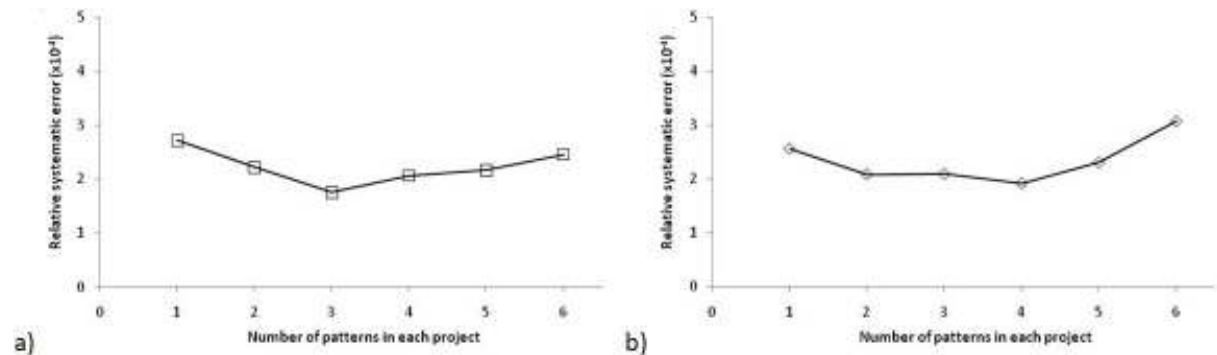 Relative systematic error (x10⁻⁴)
5
4
3
2
1
0
0 1 2 3 4 5 6
Number of patterns in each project
a)
Relative systematic error (x10⁻⁴)
5
4
3
2
1
0
0 1 2 3 4 5 6
Number of patterns in each project
b)